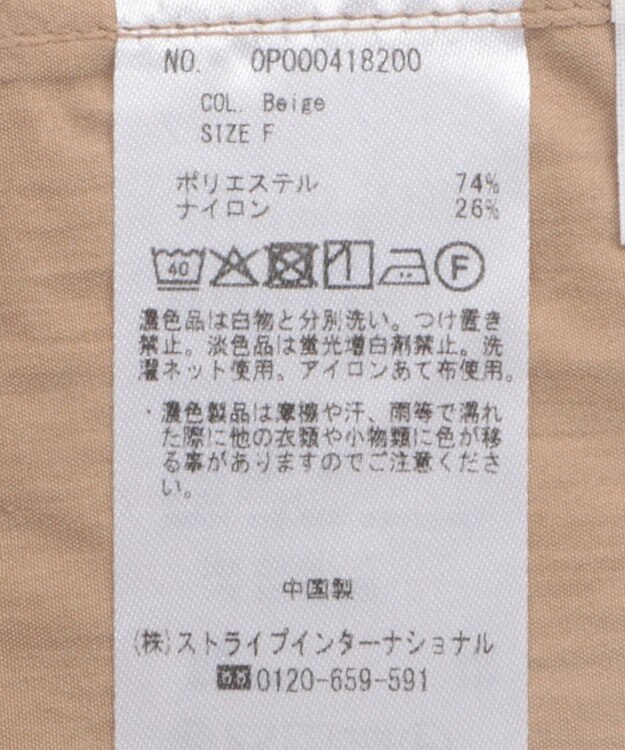 NO. 0P000418200
COL. Beige
SIZE F
ポリエステル 74%
ナイロン 26%
40 F
濃色品は白物と分別洗い。つけ置き
禁止。淡色品は蛍光増白剤禁止。洗
濯ネット使用。アイロンあて布使用。
・濃色製品は摩擦や汗、雨等で濡れ
た際に他の衣類や小物類に色が移
る事がありますのでご注意くださ
い。
中国製
(株)ストライプインターナショナル
0120-659-591